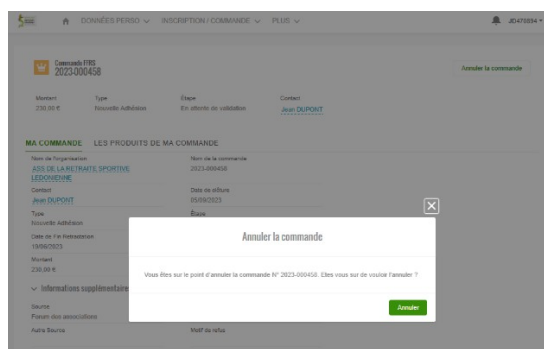 DONNÉES PERSO INSCRIPTION / COMMANDE PLUS JD470894
Commande FFRS
2023-000458
Annuler la commande
Montant Type Étape Contact
230,00 € Nouvelle Adhésion En attente de validation Jean DUPONT
MA COMMANDE LES PRODUITS DE MA COMMANDE
Nom de l'organisation Nom de la commande
ASS DE LA RETRAITE SPORTIVE 2023-000458
LEDONIENNE
Contact Date de clôture
Jean DUPONT 05/09/2023
Type Étape
Nouvelle Adhésion
Date de Fin
19/09/2023
Montant
230,00 €
Annuler la commande
Vous êtes sur le point d'annuler la commande N° 2023-000458. Etes vous sur de vouloir l'annuler ?
Annuler
Informations supplémentaires
Source
Forum des associations
Autre Source Motif de refus